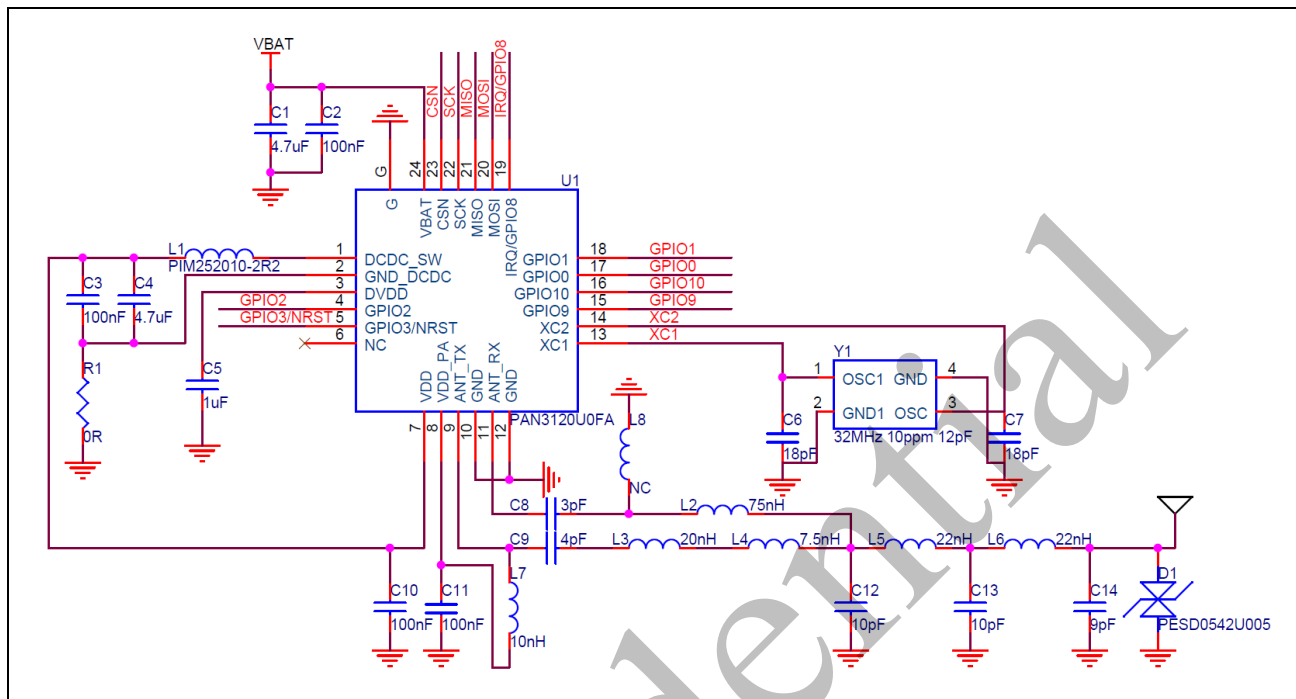 VBAT
C1
4.7uF
C2
100nF
G
24
23
22
21
20
19
CSN
SCK
MISO
MOSI
IRQ/GPIO8
U1
G
VBAT
CSN
SCK
MISO
MOSI
IRQ/GPIO8
L1
PIM252010-2R2
C3
100nF
C4
4.7uF
R1
0R
C5
1uF
1 DCDC_SW
2 GND_DCDC
3 DVDD
GPIO2 4 GPIO2
GPIO3/NRST 5 GPIO3/NRST
6 NC
GPIO1 18 GPIO1
GPIO0 17 GPIO0
GPIO10 16 GPIO10
GPIO9 15 GPIO9
XC2 14 XC2
XC1 13 XC1
VDD
VDD_PA
ANT_TX
GND
ANT_RX
GND
7
8
9
10
11
12
PAN3120U0FA
Y1
1 OSC1 GND 4
2 GND1 OSC 3
32MHz 10ppm 12pF
C6
18pF
C7
18pF
L8
NC
C8 3pF
L2 75nH
C9 4pF
L3 20nH
L4 7.5nH
L5 22nH
L6 22nH
L7
10nH
C10
100nF
C11
100nF
C12
10pF
C13
10pF
C14
9pF
D1
PESD0542U005
dential